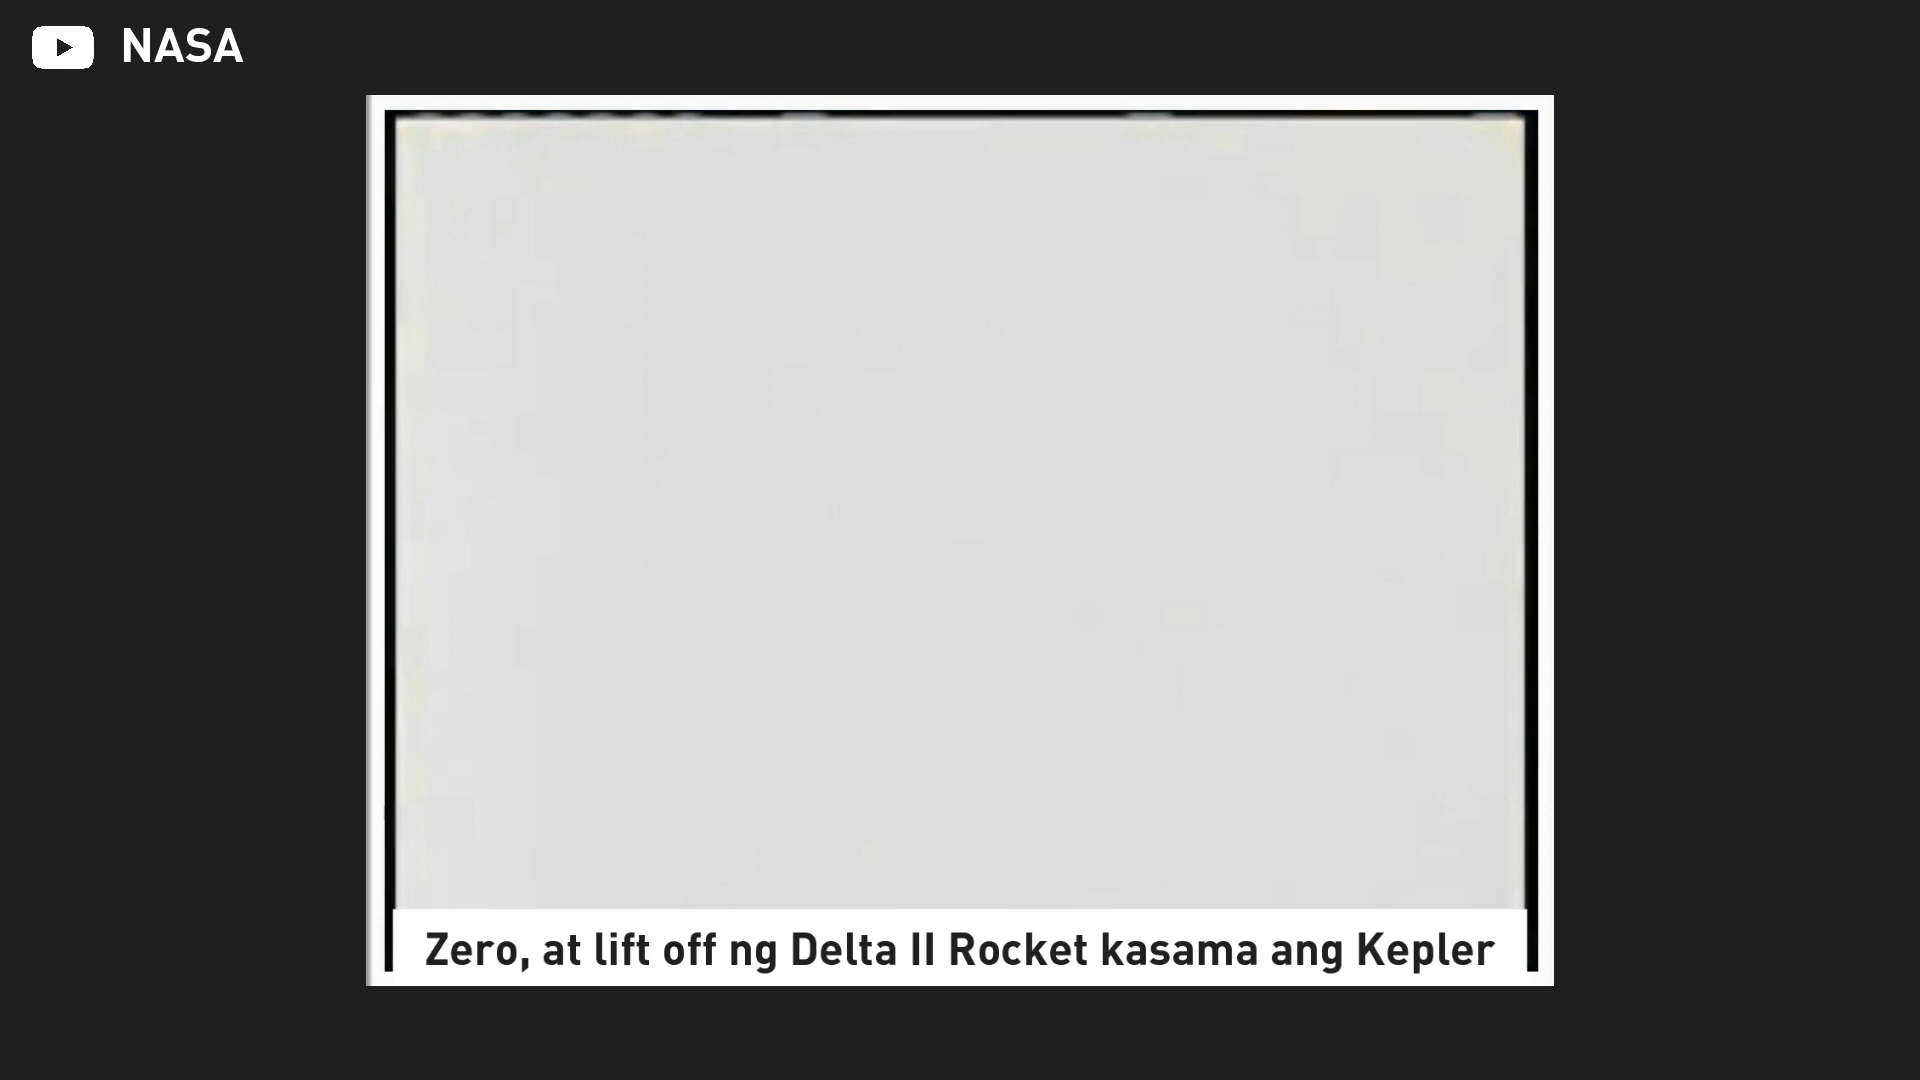 NASA
Zero, at lift off ng Delta II Rocket kasama ang Kepler